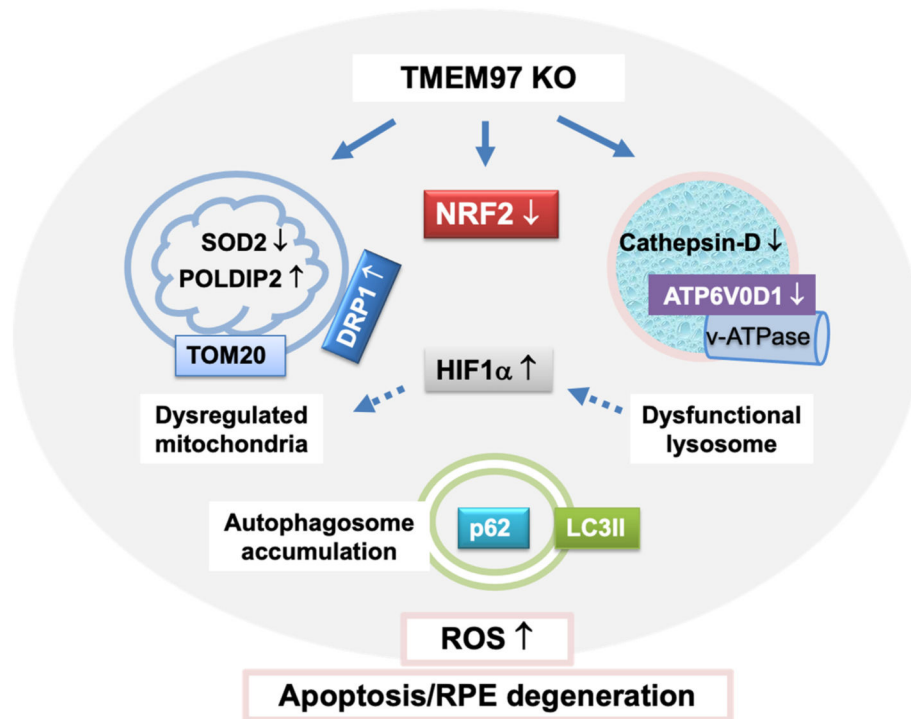 TMEM97 KO
SOD2 ↓
POLDIP2 ↑
TOM20
DRP1 ↑
NRF2 ↓
Cathepsin-D ↓
ATP6V0D1 ↓
v-ATPase
Dysregulated
mitochondria
HIF1α ↑
Dysfunctional
lysosome
Autophagosome
accumulation
p62
LC3II
ROS ↑
Apoptosis/RPE degeneration